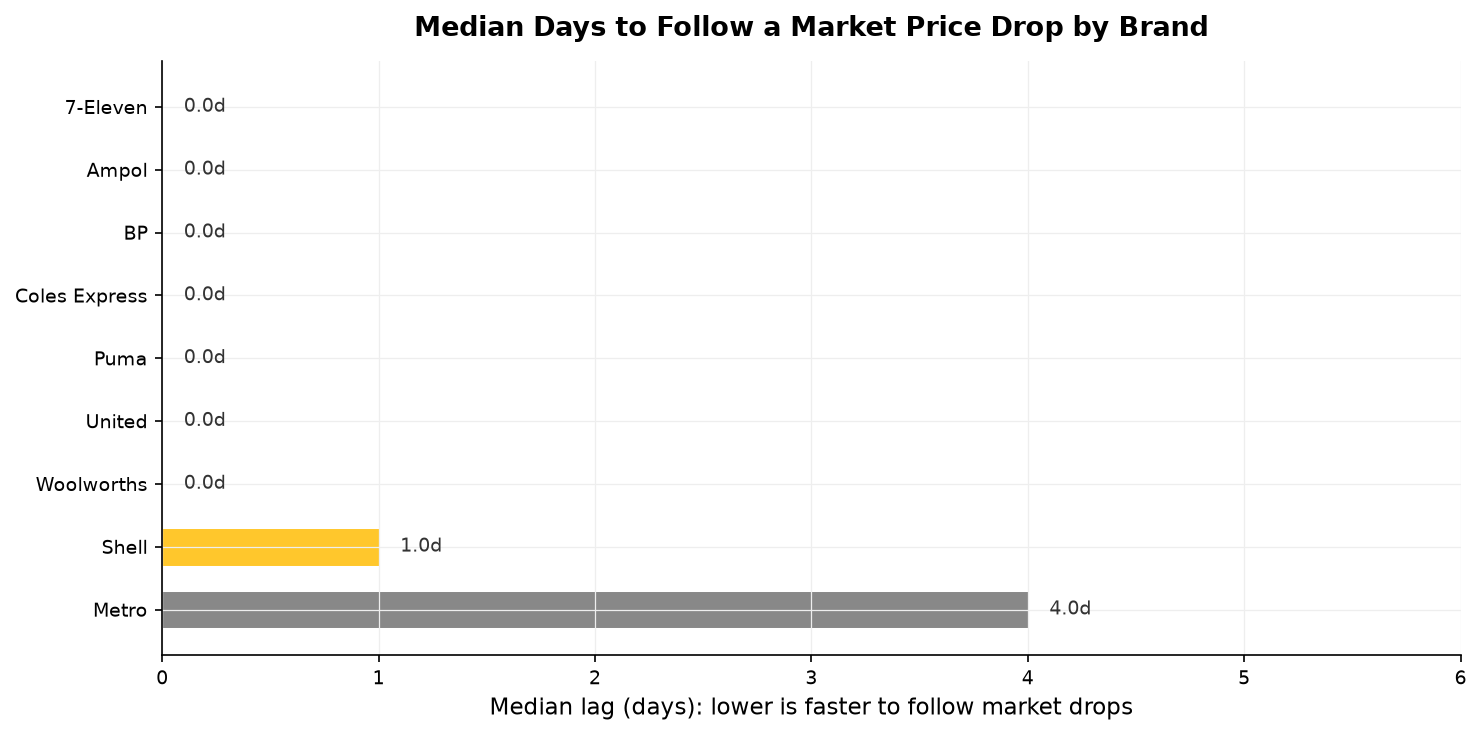 Median Days to Follow a Market Price Drop by Brand
7-Eleven 0.0d
Ampol 0.0d
BP 0.0d
Coles Express 0.0d
Puma 0.0d
United 0.0d
Woolworths 0.0d
Shell 1.0d
Metro 4.0d
0 1 2 3 4 5 6
Median lag (days): lower is faster to follow market drops